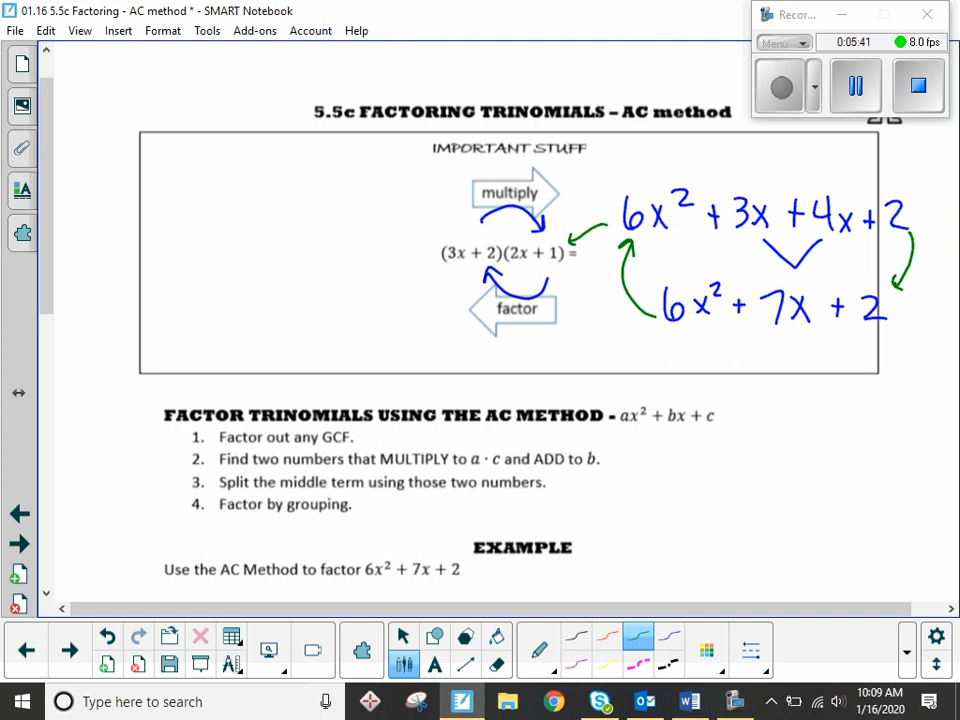 01.16 5.5c Factoring - AC method * - SMART Notebook
Recor...
File Edit View Insert Format Tools Add-ons Account Help
Menu 0:05:41 8.0 fps
5.5c FACTORING TRINOMIALS – AC method
IMPORTANT STUFF
multiply
6x² + 3x + 4x + 2
(3x + 2)(2x + 1) =
6x² + 7x + 2
factor
FACTOR TRINOMIALS USING THE AC METHOD - ax² + bx + c
1. Factor out any GCF.
2. Find two numbers that MULTIPLY to a · c and ADD to b.
3. Split the middle term using those two numbers.
4. Factor by grouping.
EXAMPLE
Use the AC Method to factor 6x² + 7x + 2
Type here to search
10:09 AM
1/16/2020